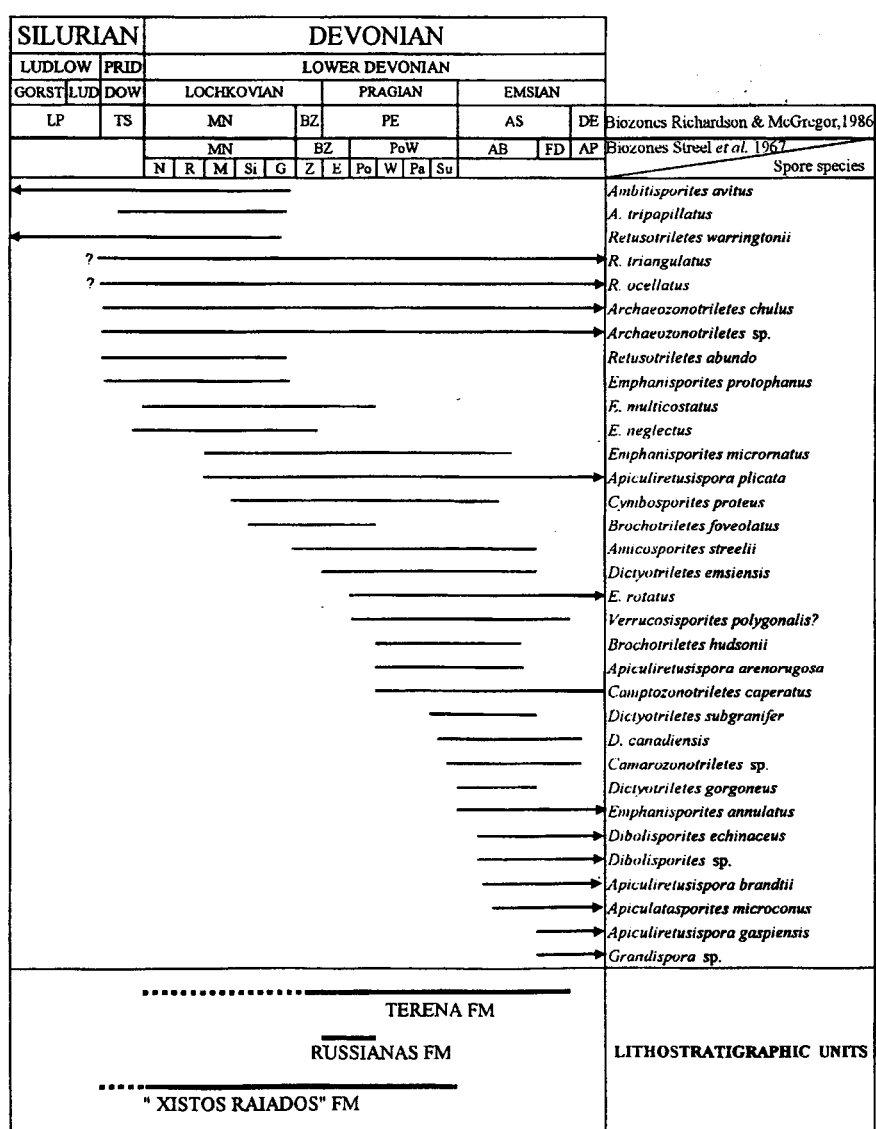 SILURIAN DEVONIAN
LUDLOW PRID LOWER DEVONIAN
GORST LUD DOW LOCHKOVIAN PRAGIAN EMSIAN
LP TS MN BZ PE AS DE Biozones Richardson & McGregor, 1986
MN BZ PoW AB FD AP Biozones Streel et al. 1967
Spore species
N R M Si G Z E Po W Pa Su
Ambitisporites avitus
A. tripapillatus
Retusotriletes warringtonii
? R. triangulatus
? R. ocellatus
Archaeozonotriletes chulus
Archaeozonotriletes sp.
Retusotriletes abundo
Emphanisporites protophanus
E. multicostatus
E. neglectus
Emphanisporites micrornatus
Apiculiretusispora plicata
Cymbosporites proteus
Brochotriletes foveolatus
Amicosporites streelii
Dictyotriletes emsiensis
E. rotatus
Verrucosisporites polygonalis?
Brochotriletes hudsonii
Apiculiretusispora arenorugosa
Camptozonotriletes caperatus
Dictyotriletes subgranifer
D. canadiensis
Camarozonotriletes sp.
Dictyotriletes gorgoneus
Emphanisporites annulatus
Dibolisporites echinaceus
Dibolisporites sp.
Apiculiretusispora brandtii
Apiculatasporites microconus
Apiculiretusispora gaspiensis
Grandispora sp.
TERENA FM
RUSSIANAS FM LITHOSTRATIGRAPHIC UNITS
" XISTOS RAIADOS" FM